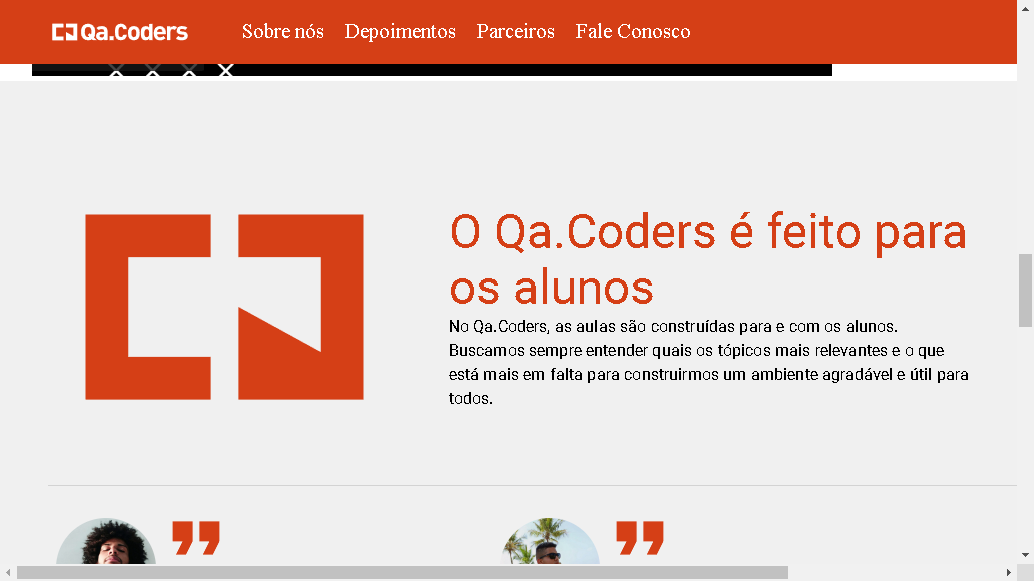 Qa.Coders
Sobre nós Depoimentos Parceiros Fale Conosco
O Qa.Coders é feito para
os alunos
No Qa.Coders, as aulas são construídas para e com os alunos.
Buscamos sempre entender quais os tópicos mais relevantes e o que
está mais em falta para construirmos um ambiente agradável e útil para
todos.